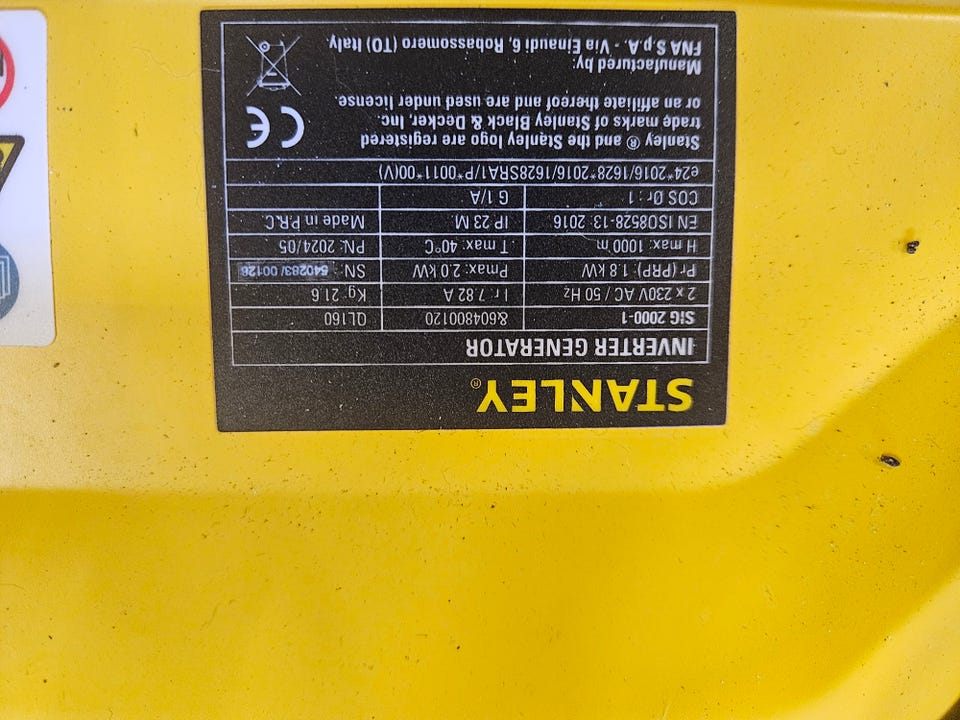 STANLEY®
INVERTER GENERATOR
SIG 2000-1 &604800120 QL160
2 x 230V AC / 50 Hz I r: 7.82 A Kg: 21.6
Pr (PRP): 1.8 kW Pmax: 2.0 kW SN: 540283/ 00126
H max: 1000 m T max: 40°C PN: 2024/05
EN ISO8528-13: 2016 IP 23 M Made in P.R.C.
COS Ør : 1 G 1/A
e24*2016/1628*2016/1628SRA1/P*0011*00(V)
Stanley ® and the Stanley logo are registered
trade marks of Stanley Black & Decker, Inc.
or an affiliate thereof and are used under license.
CE
Manufactured by:
FNA S.p.A. - Via Einaudi, 6, Robassomero (TO) Italy.